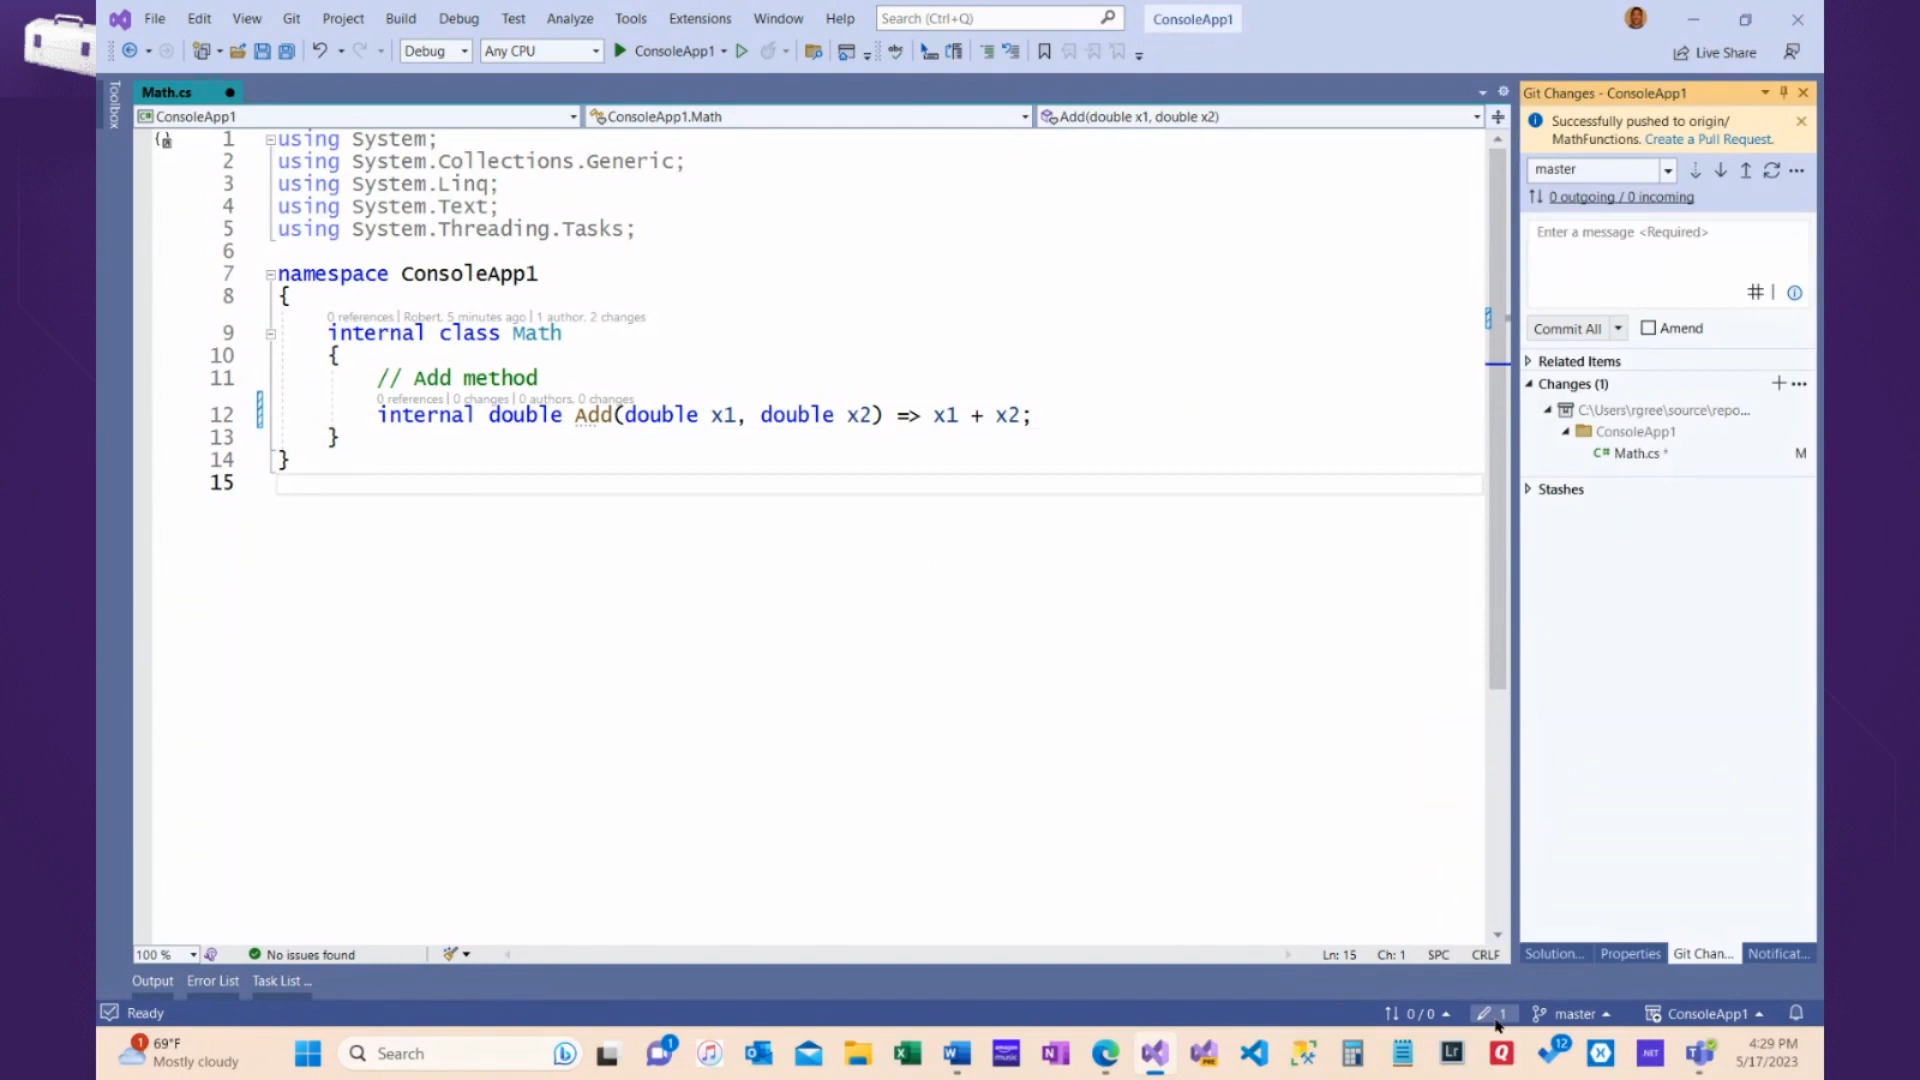 File Edit View Git Project Build Debug Test Analyze Tools Extensions Window Help Search (Ctrl+Q) ConsoleApp1
Debug Any CPU ConsoleApp1 Live Share
Toolbox
Math.cs
ConsoleApp1 ConsoleApp1.Math Add(double x1, double x2)
1 using System;
2 using System.Collections.Generic;
3 using System.Linq;
4 using System.Text;
5 using System.Threading.Tasks;
6
7 namespace ConsoleApp1
8 {
0 references | Robert, 5 minutes ago | 1 author, 2 changes
9 internal class Math
10 {
11 // Add method
0 references | 0 changes | 0 authors, 0 changes
12 internal double Add(double x1, double x2) => x1 + x2;
13 }
14 }
15
100 % No issues found Ln: 15 Ch: 1 SPC CRLF
Git Changes - ConsoleApp1
Successfully pushed to origin/
MathFunctions. Create a Pull Request.
master
0 outgoing / 0 incoming
Enter a message <Required>
Commit All Amend
Related Items
Changes (1)
C:\Users\rgree\source\repo...
ConsoleApp1
C# Math.cs * M
Stashes
Solution... Properties Git Chan... Notificat...
Output Error List Task List ...
Ready 0 / 0 1 master ConsoleApp1
1 69°F
Mostly cloudy
Search 1 Lr Q 12 NET
4:29 PM
5/17/2023